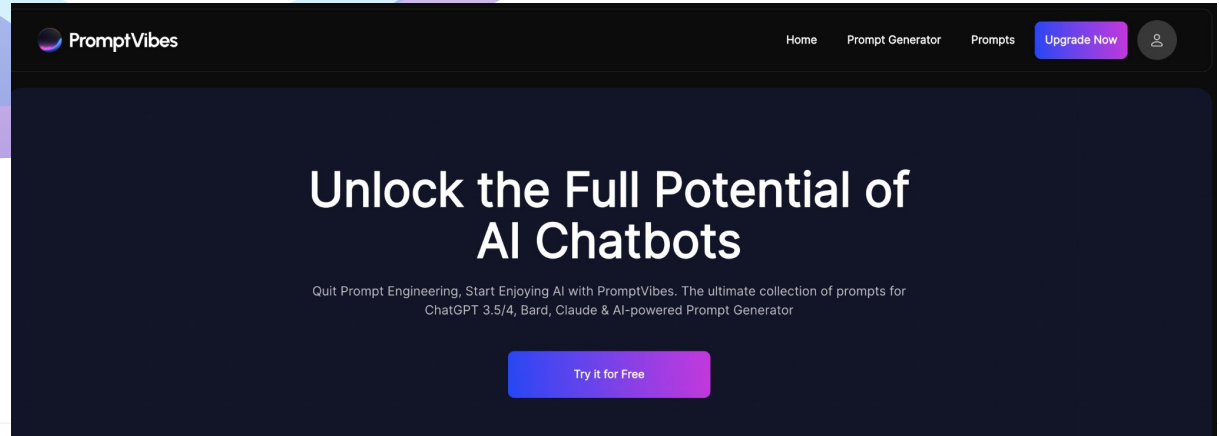 PromptVibes
Home Prompt Generator Prompts Upgrade Now
Unlock the Full Potential of
AI Chatbots
Quit Prompt Engineering, Start Enjoying AI with PromptVibes. The ultimate collection of prompts for
ChatGPT 3.5/4, Bard, Claude & AI-powered Prompt Generator
Try it for Free